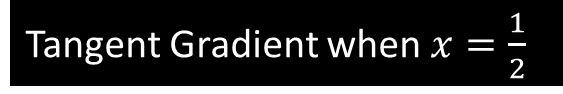 Tangent Gradient when x = 1/2